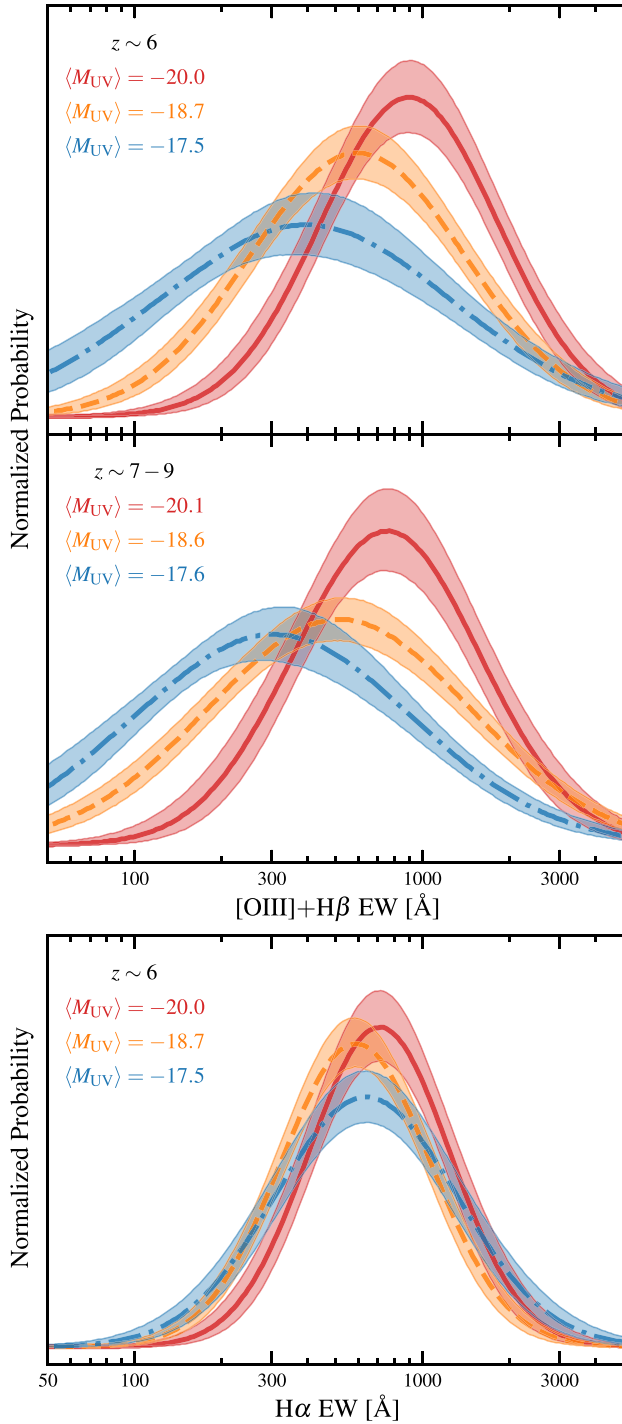 z ∼ 6
⟨M_UV⟩ = −20.0
⟨M_UV⟩ = −18.7
⟨M_UV⟩ = −17.5
Normalized Probability
z ∼ 7 − 9
⟨M_UV⟩ = −20.1
⟨M_UV⟩ = −18.6
⟨M_UV⟩ = −17.6
100 300 1000 3000
[OIII]+Hβ EW [Å]
z ∼ 6
⟨M_UV⟩ = −20.0
⟨M_UV⟩ = −18.7
⟨M_UV⟩ = −17.5
Normalized Probability
50 100 300 1000 3000
Hα EW [Å]